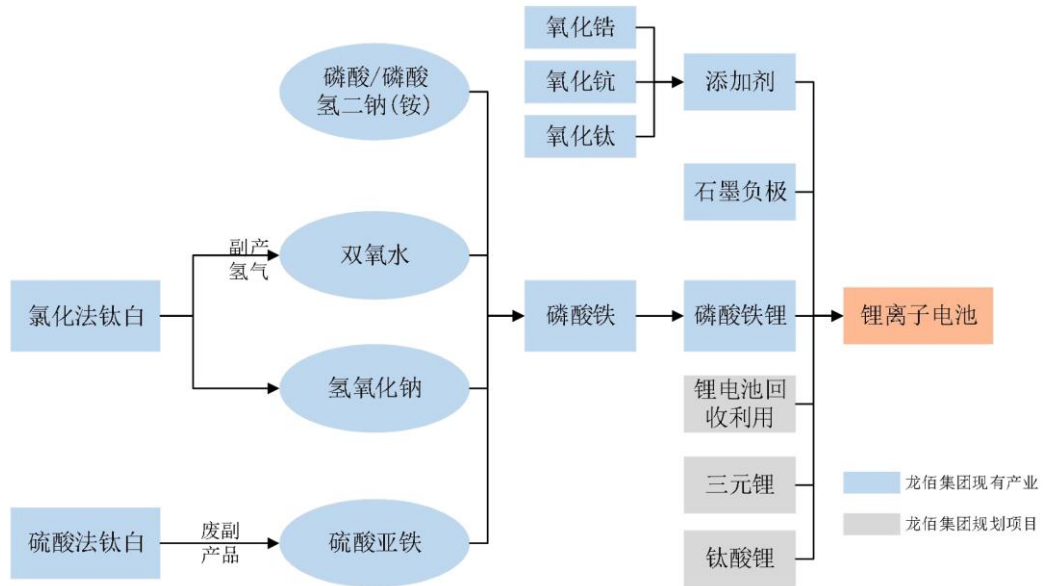 氧化锆
磷酸/磷酸
氢二钠(铵)
氧化钪
添加剂
氧化钛
石墨负极
副产
氢气
双氧水
氯化法钛白
磷酸铁
磷酸铁锂
锂离子电池
氢氧化钠
锂电池回
收利用
三元锂
龙佰集团现有产业
硫酸法钛白
废副
产品
硫酸亚铁
龙佰集团规划项目
钛酸锂